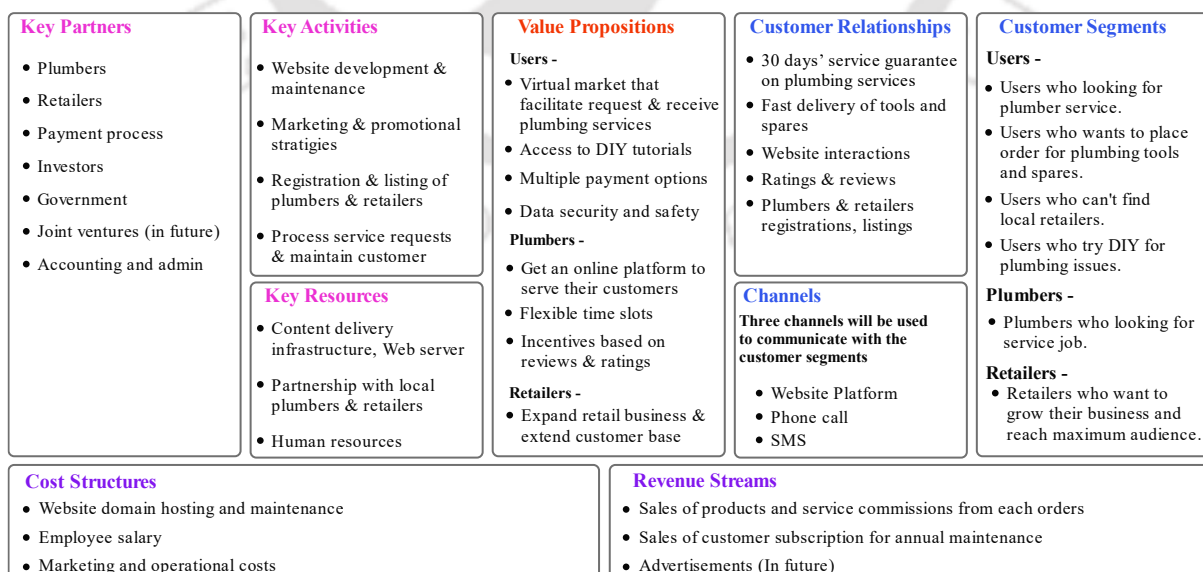 Key Partners
• Plumbers
• Retailers
• Payment process
• Investors
• Government
• Joint ventures (in future)
• Accounting and admin
Key Activities
• Website development &
maintenance
• Marketing & promotional
stratigies
• Registration & listing of
plumbers & retailers
• Process service requests
& maintain customer
Key Resources
• Content delivery
infrastructure, Web server
• Partnership with local
plumbers & retailers
• Human resources
Value Propositions
Users -
• Virtual market that
facilitate request & receive
plumbing services
• Access to DIY tutorials
• Multiple payment options
• Data security and safety
Plumbers -
• Get an online platform to
serve their customers
• Flexible time slots
• Incentives based on
reviews & ratings
Retailers -
• Expand retail business &
extend customer base
Customer Relationships
• 30 days’ service guarantee
on plumbing services
• Fast delivery of tools and
spares
• Website interactions
• Ratings & reviews
• Plumbers & retailers
registrations, listings
Channels
Three channels will be used
to communicate with the
customer segments
• Website Platform
• Phone call
• SMS
Customer Segments
Users -
• Users who looking for
plumber service.
• Users who wants to place
order for plumbing tools
and spares.
• Users who can't find
local retailers.
• Users who try DIY for
plumbing issues.
Plumbers -
• Plumbers who looking for
service job.
Retailers -
• Retailers who want to
grow their business and
reach maximum audience.
Cost Structures
• Website domain hosting and maintenance
• Employee salary
• Marketing and operational costs
Revenue Streams
• Sales of products and service commissions from each orders
• Sales of customer subscription for annual maintenance
• Advertisements (In future)